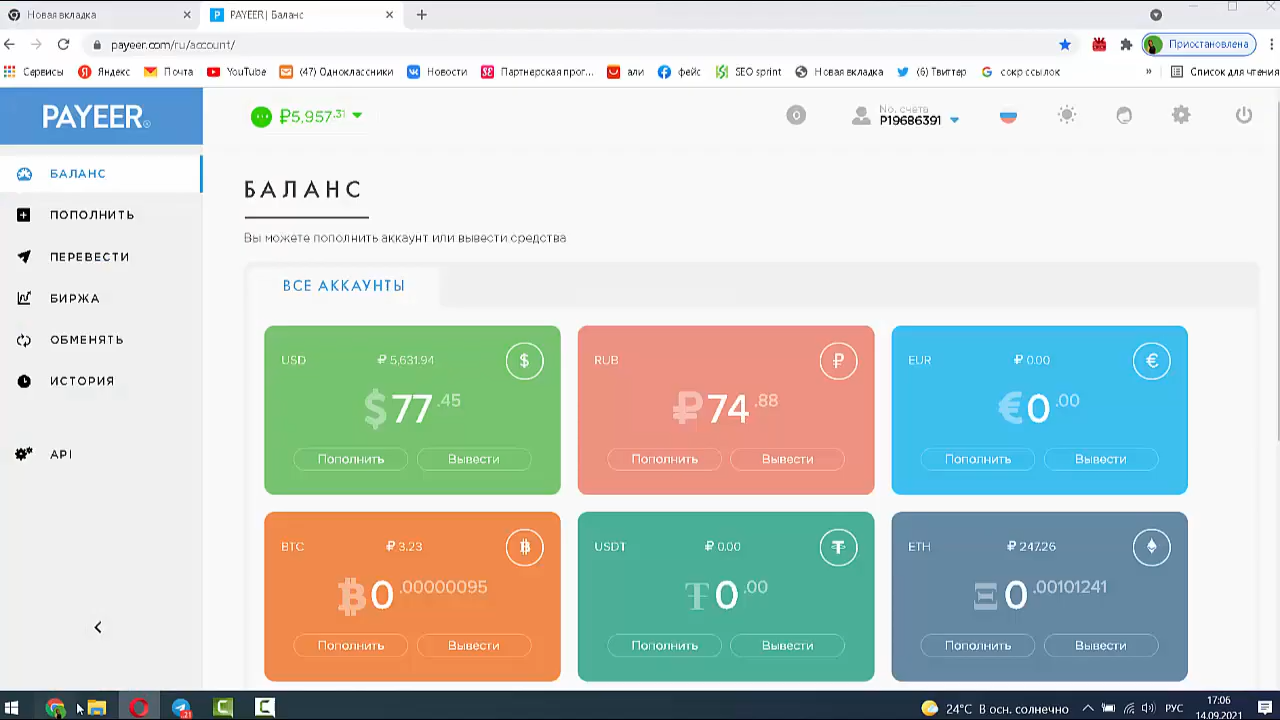 Новая вкладка
PAYEER | Баланс
payeer.com/ru/account/
Приостановлена
Сервисы
Яндекс
Почта
YouTube
(47) Одноклассники
Новости
Партнерская прог...
али
фейс
SEO sprint
Новая вкладка
(6) Твиттер
сокр ссылок
»
Список для чтения
PAYEER®
₽5,957.31
0
No. счета
P19686391
БАЛАНС
ПОПОЛНИТЬ
ПЕРЕВЕСТИ
БИРЖА
ОБМЕНЯТЬ
ИСТОРИЯ
API
БАЛАНС
Вы можете пополнить аккаунт или вывести средства
ВСЕ АККАУНТЫ
USD ₽ 5,631.94 $
$77.45
Пополнить Вывести
RUB ₽
₽74.88
Пополнить Вывести
EUR ₽ 0.00 €
€0.00
Пополнить Вывести
BTC ₽ 3.23
0.00000095
Пополнить Вывести
USDT ₽ 0.00
₮0.00
Пополнить Вывести
ETH ₽ 247.26
Ξ0.00101241
Пополнить Вывести
21
24°C В осн. солнечно
РУС
17:06
14.09.2021